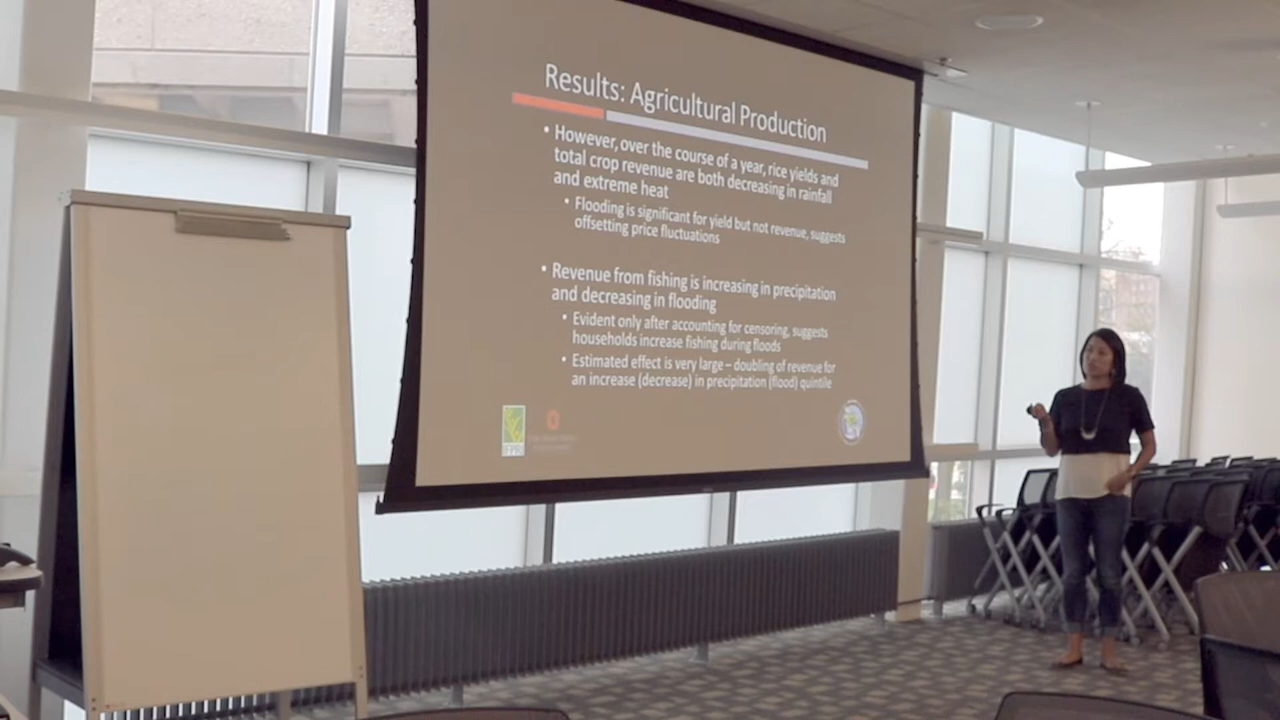 Results: Agricultural Production
• However, over the course of a year, rice yields and
total crop revenue are both decreasing in rainfall
and extreme heat
• Flooding is significant for yield but not revenue, suggests
offsetting price fluctuations
• Revenue from fishing is increasing in precipitation
and decreasing in flooding
• Evident only after accounting for censoring, suggests
households increase fishing during floods
• Estimated effect is very large – doubling of revenue for
an increase (decrease) in precipitation (flood) quintile
IFPRI